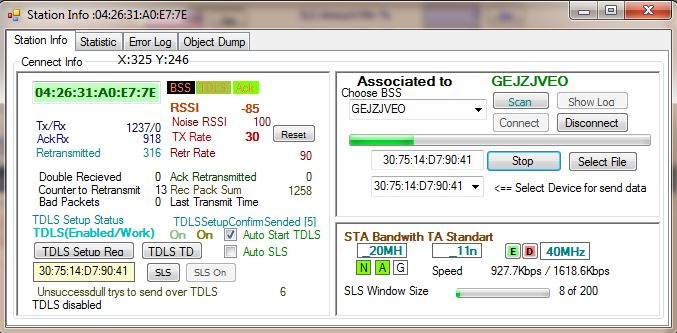 Station Info :04:26:31:A0:E7:7E
Station Info Statistic Error Log Object Dump
Cennect Info X:325 Y:246
04:26:31:A0:E7:7E BSS TDLS Ack
RSSI -85
Noise RSSI 100
Tx/Rx 1237/0 TX Rate 30 Reset
AckRx 918
Retransmitted 316 Retr Rate 90
Double Recieved 0 Ack Retransmitted 0
Counter to Retransmit 13 Rec Pack Sum 1258
Bad Packets 0 Last Transmit Time
TDLS Setup Status TDLSSetupConfirmSended [5]
TDLS(Enabled/Work) On On Auto Start TDLS
TDLS Setup Req TDLS TD Auto SLS
30:75:14:D7:90:41 SLS SLS On
Unsuccessdull trys to send over TDLS 6
TDLS disabled
Associated to GEJZJVEO
Choose BSS
GEJZJVEO Scan Show Log
Connect Disconnect
30:75:14:D7:90:41 Stop Select File
30:75:14:D7:90:41 <== Select Device for send data
STA Bandwith TA Standart
_20MH _11n E D 40MHz
N A G Speed 927.7Kbps / 1618.6Kbps
SLS Window Size 8 of 200